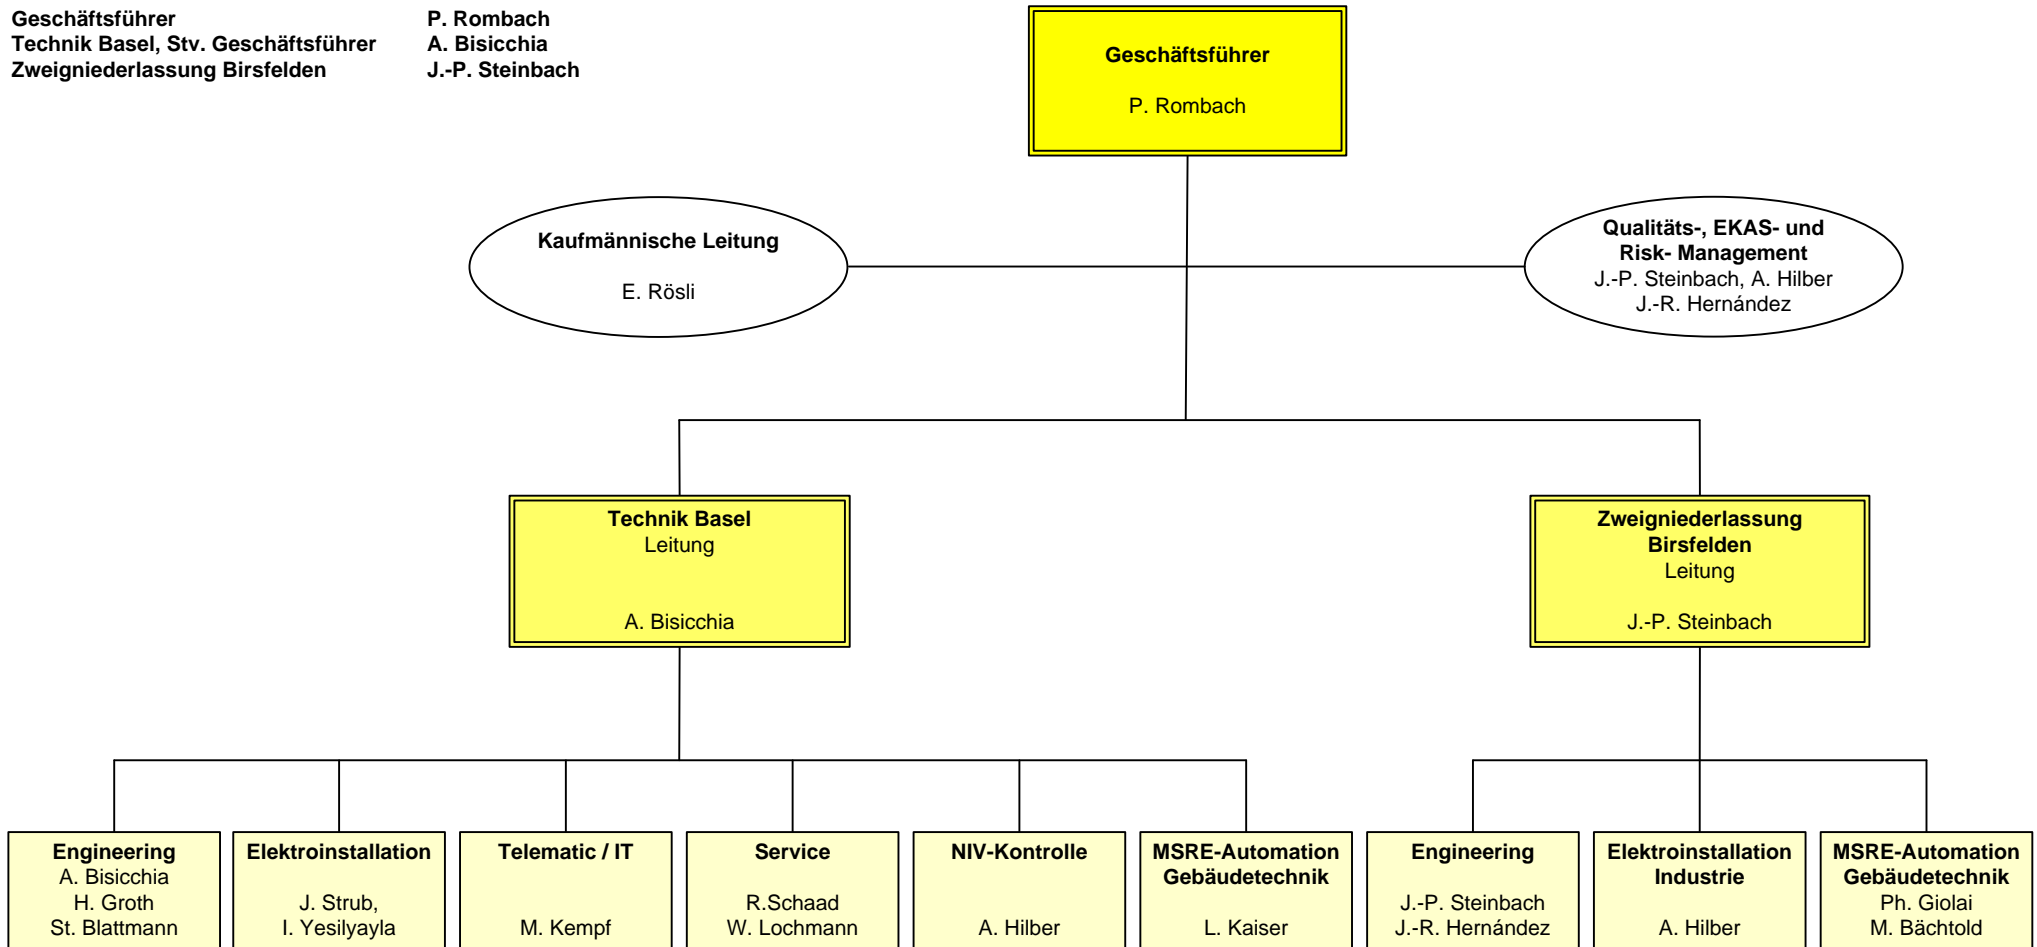 Geschäftsführer P. Rombach
Technik Basel, Stv. Geschäftsführer A. Bisicchia
Zweigniederlassung Birsfelden J.-P. Steinbach
Geschäftsführer
P. Rombach
Kaufmännische Leitung
E. Rösli
Qualitäts-, EKAS- und
Risk- Management
J.-P. Steinbach, A. Hilber
J.-R. Hernández
Technik Basel
Leitung
A. Bisicchia
Zweigniederlassung
Birsfelden
Leitung
J.-P. Steinbach
Engineering
A. Bisicchia
H. Groth
St. Blattmann
Elektroinstallation
J. Strub,
I. Yesilyayla
Telematic / IT
M. Kempf
Service
R.Schaad
W. Lochmann
NIV-Kontrolle
A. Hilber
MSRE-Automation
Gebäudetechnik
L. Kaiser
Engineering
J.-P. Steinbach
J.-R. Hernández
Elektroinstallation
Industrie
A. Hilber
MSRE-Automation
Gebäudetechnik
Ph. Giolai
M. Bächtold